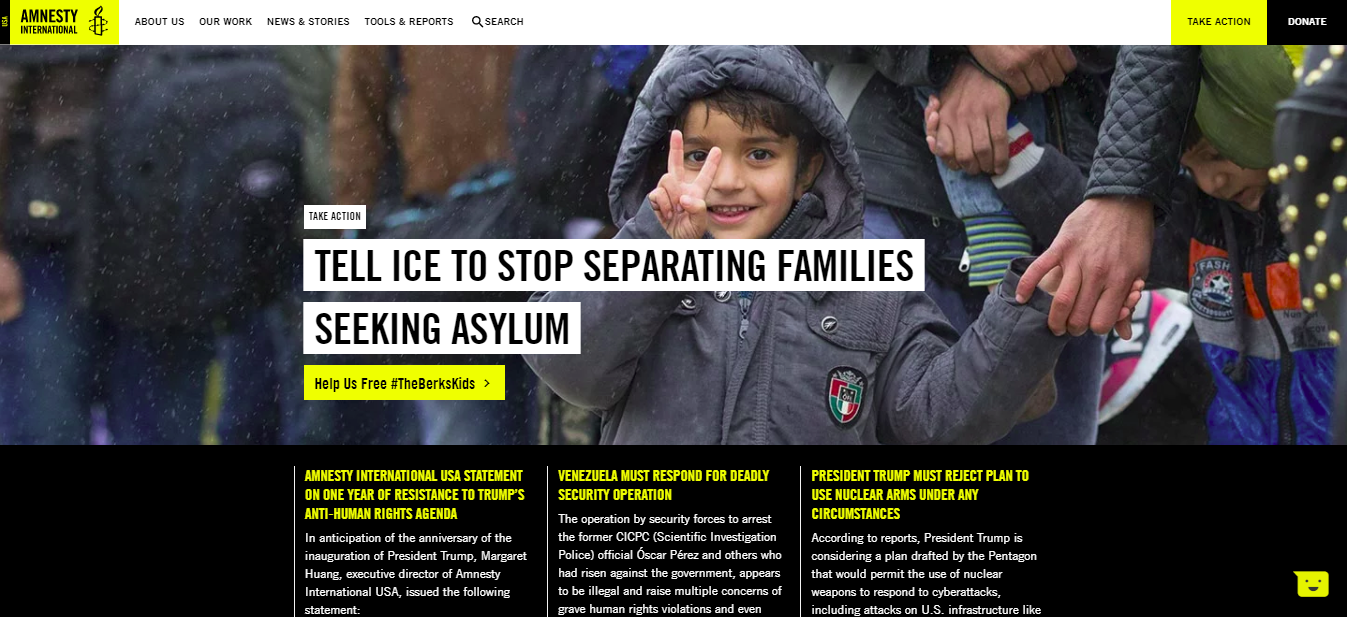 USA
AMNESTY
INTERNATIONAL
ABOUT US
OUR WORK
NEWS & STORIES
TOOLS & REPORTS
SEARCH
TAKE ACTION
DONATE
TAKE ACTION
TELL ICE TO STOP SEPARATING FAMILIES
SEEKING ASYLUM
Help Us Free #TheBerksKids >
FASH
AMNESTY INTERNATIONAL USA STATEMENT
ON ONE YEAR OF RESISTANCE TO TRUMP’S
ANTI-HUMAN RIGHTS AGENDA
In anticipation of the anniversary of the
inauguration of President Trump, Margaret
Huang, executive director of Amnesty
International USA, issued the following
statement:
VENEZUELA MUST RESPOND FOR DEADLY
SECURITY OPERATION
The operation by security forces to arrest
the former CICPC (Scientific Investigation
Police) official Óscar Pérez and others who
had risen against the government, appears
to be illegal and raise multiple concerns of
grave human rights violations and even
PRESIDENT TRUMP MUST REJECT PLAN TO
USE NUCLEAR ARMS UNDER ANY
CIRCUMSTANCES
According to reports, President Trump is
considering a plan drafted by the Pentagon
that would permit the use of nuclear
weapons to respond to cyberattacks,
including attacks on U.S. infrastructure like